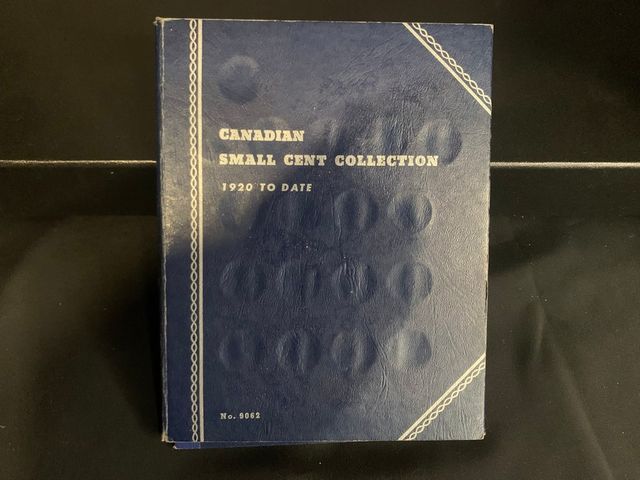 CANADIAN
SMALL CENT COLLECTION
1920 TO DATE
No. 9062